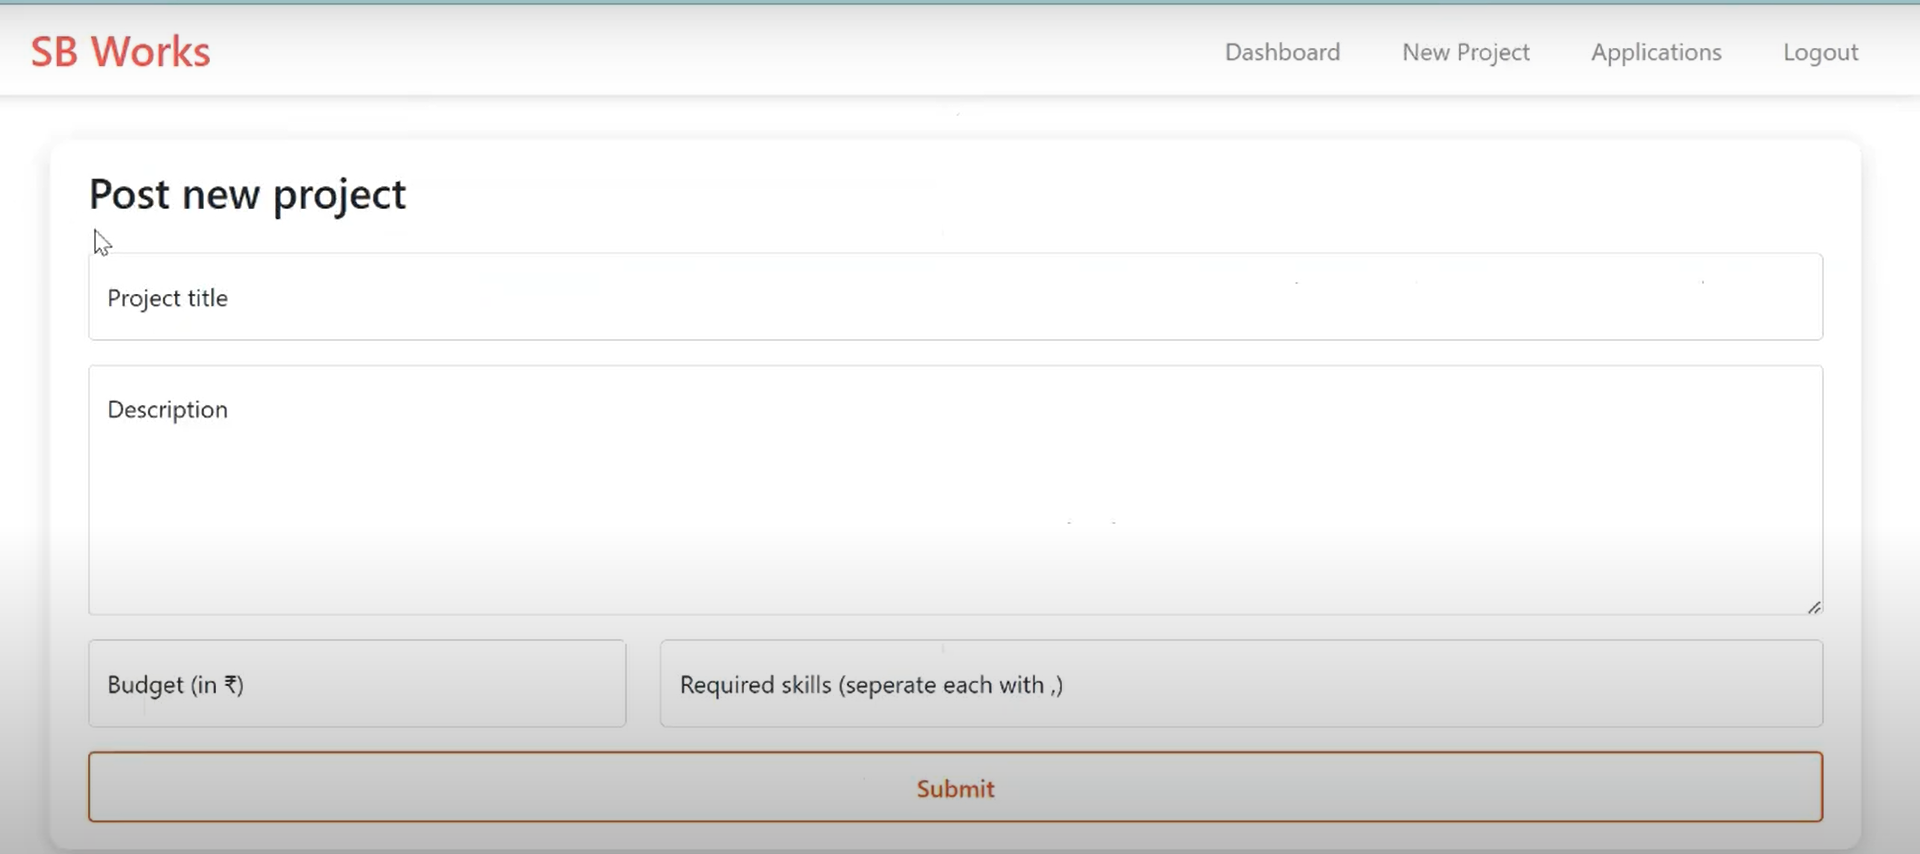 SB Works
Dashboard New Project Applications Logout
Post new project
Project title
Description
Budget (in ₹) Required skills (seperate each with ,)
Submit